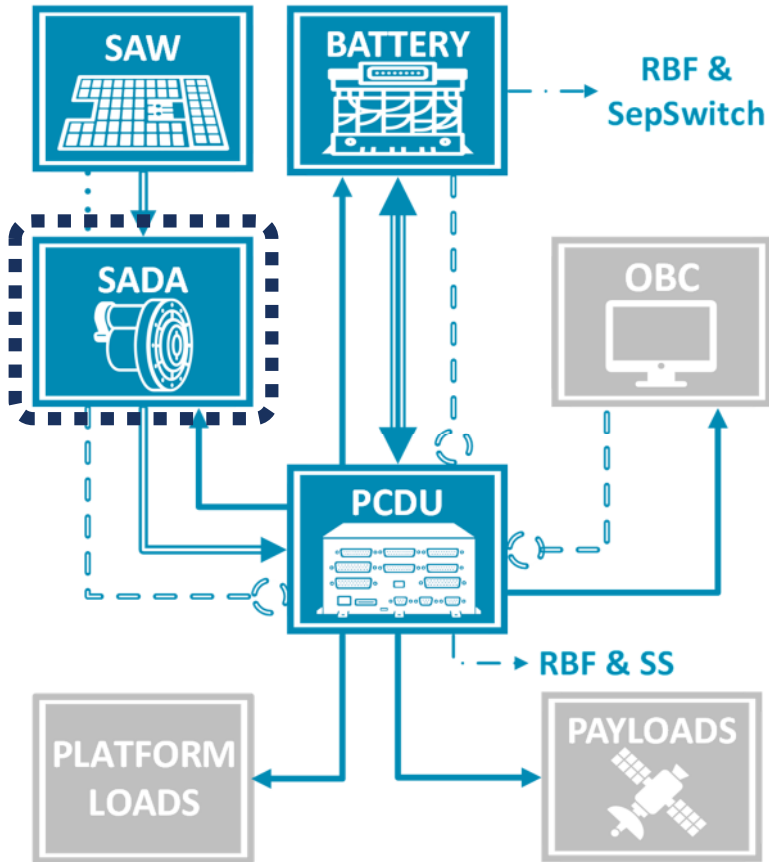 SAW
BATTERY
RBF &
SepSwitch
SADA
OBC
PCDU
RBF & SS
PLATFORM
LOADS
PAYLOADS